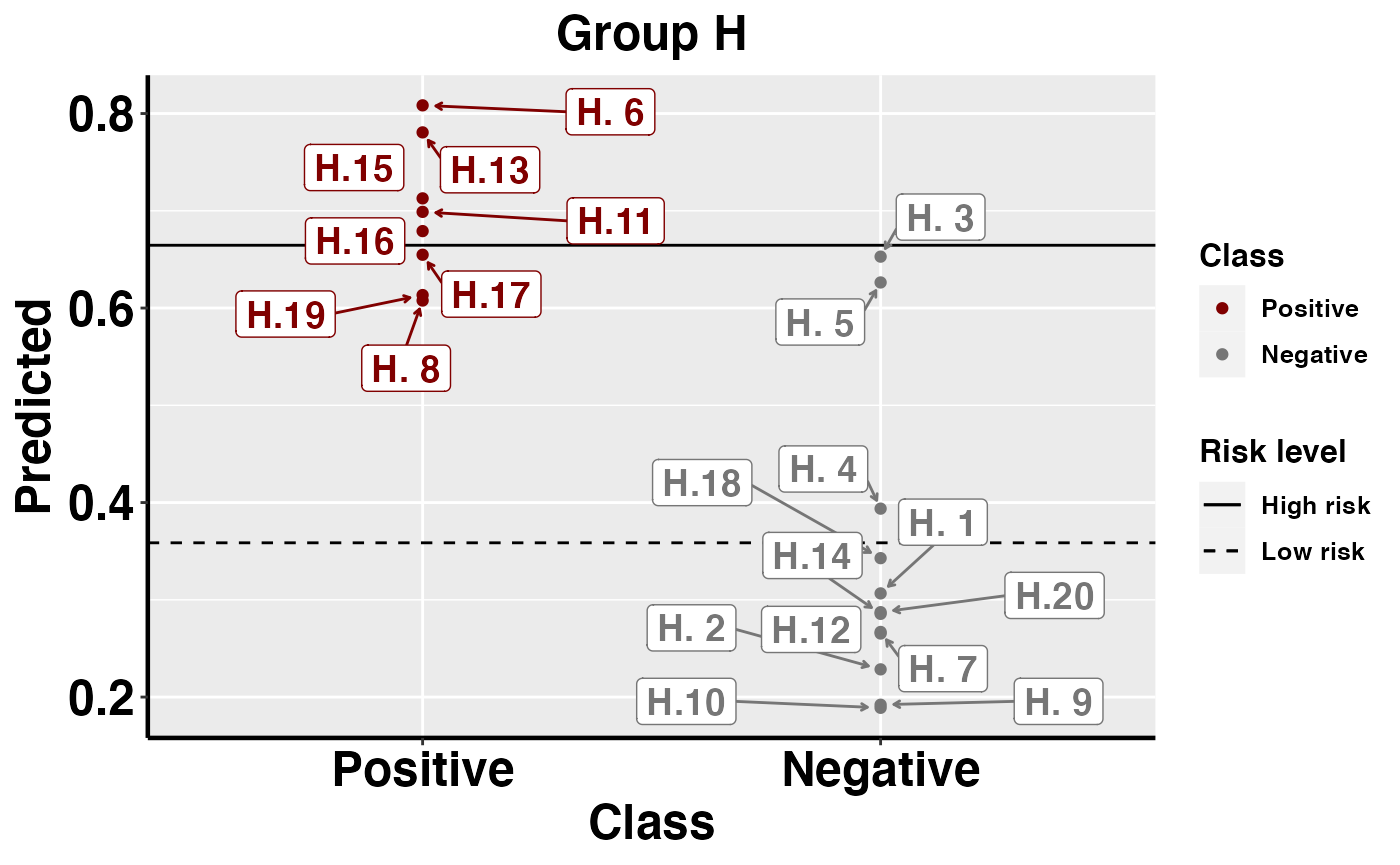 Group H
Predicted
0.8
0.6
0.4
0.2
H. 6
H.15
H.13
H.11
H.16
H.17
H.19
H. 8
H. 3
H. 5
H. 4
H.18
H. 1
H.14
H.20
H. 2
H.12
H. 7
H.10
H. 9
Positive
Negative
Class
Class
Positive
Negative
Risk level
High risk
Low risk